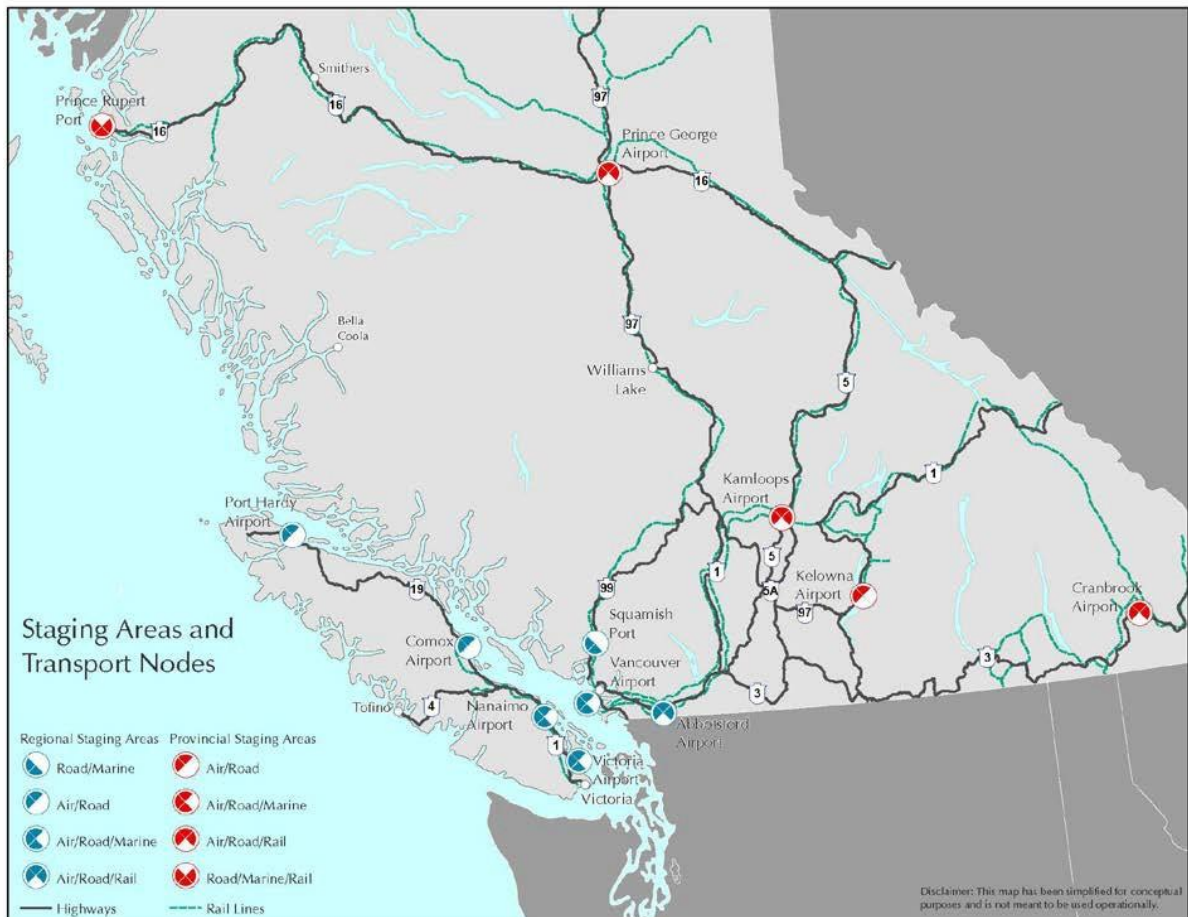 Smithers
Prince Rupert
Port
16
16
97
Prince George
Airport
16
Bella
Coola
97
Williams
Lake
5
1
Kamloops
Airport
Port Hardy
Airport
19
99
1
5
5A
Kelowna
Airport
97
Cranbrook
Airport
Squamish
Port
Comox
Airport
Vancouver
Airport
3
3
Tofino
4
Nanaimo
Airport
Abbotsford
Airport
1
Victoria
Airport
Victoria
Staging Areas and
Transport Nodes
Regional Staging Areas
Road/Marine
Air/Road
Air/Road/Marine
Air/Road/Rail
Highways
Provincial Staging Areas
Air/Road
Air/Road/Marine
Air/Road/Rail
Road/Marine/Rail
Rail Lines
Disclaimer: This map has been simplified for conceptual
purposes and is not meant to be used operationally.